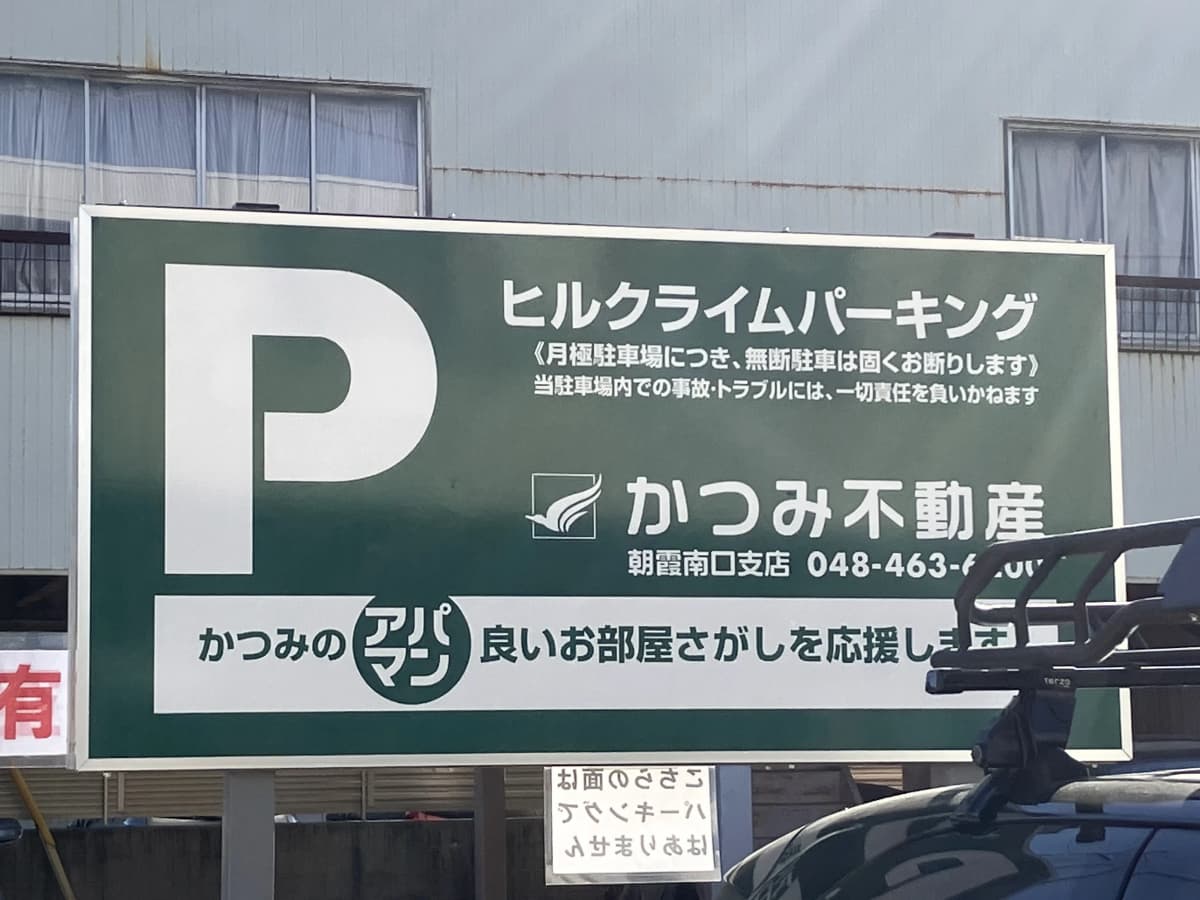 P
ヒルクライムパーキング
《月極駐車場につき、無断駐車は固くお断りします》
当駐車場内での事故・トラブルには、一切責任を負いかねます
かつみ不動産
朝霞南口支店 048-463-
かつみの アパマン 良いお部屋さがしを応援します
有
こちらの面は
パーキングで
はありません
TERZO